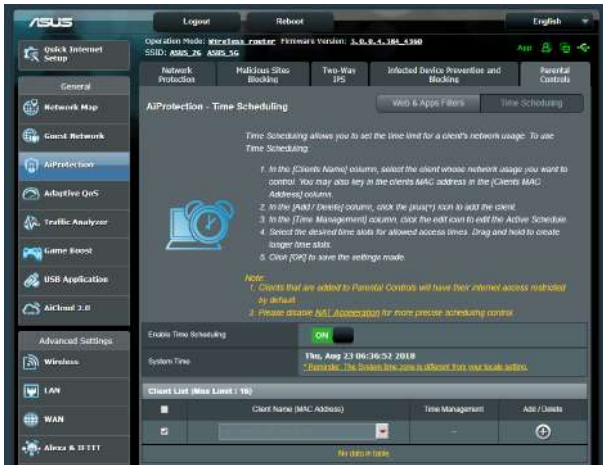 ASUS
Logout
Reboot
English
Quick Internet
Setup
Operation Mode: Wireless router Firmware Version: 3.0.0.4.384_4360
SSID: ASUS_2G ASUS_5G
App
Network
Protection
Malicious Sites
Blocking
Two-Way
IPS
Infected Device Prevention and
Blocking
Parental
Controls
General
Network Map
Guest Network
AiProtection
Adaptive QoS
Traffic Analyzer
Game Boost
USB Application
AiCloud 2.0
Advanced Settings
Wireless
LAN
WAN
Alexa & IFTTT
AiProtection - Time Scheduling
Web & Apps Filters
Time Scheduling
Time Scheduling allows you to set the time limit for a client's network usage. To use
Time Scheduling:
1. In the [Clients Name] column, select the client whose network usage you want to
control. You may also key in the clients MAC address in the [Clients MAC
Address] column.
2. In the [Add / Delete] column, click the plus(+) icon to add the client.
3. In the [Time Management] column, click the edit icon to edit the Active Schedule.
4. Select the desired time slots for allowed access times. Drag and hold to create
longer time slots.
5. Click [OK] to save the settings made.
Note:
1. Clients that are added to Parental Controls will have their internet access restricted
by default.
2. Please disable NAT Acceleration for more precise scheduling control.
Enable Time Scheduling
ON
System Time
Thu, Aug 23 06:36:52 2018
* Reminder: The System time zone is different from your locale setting.
Client List (Max Limit : 16)
Client Name (MAC Address)
Time Management
Add / Delete
--
No data in table.